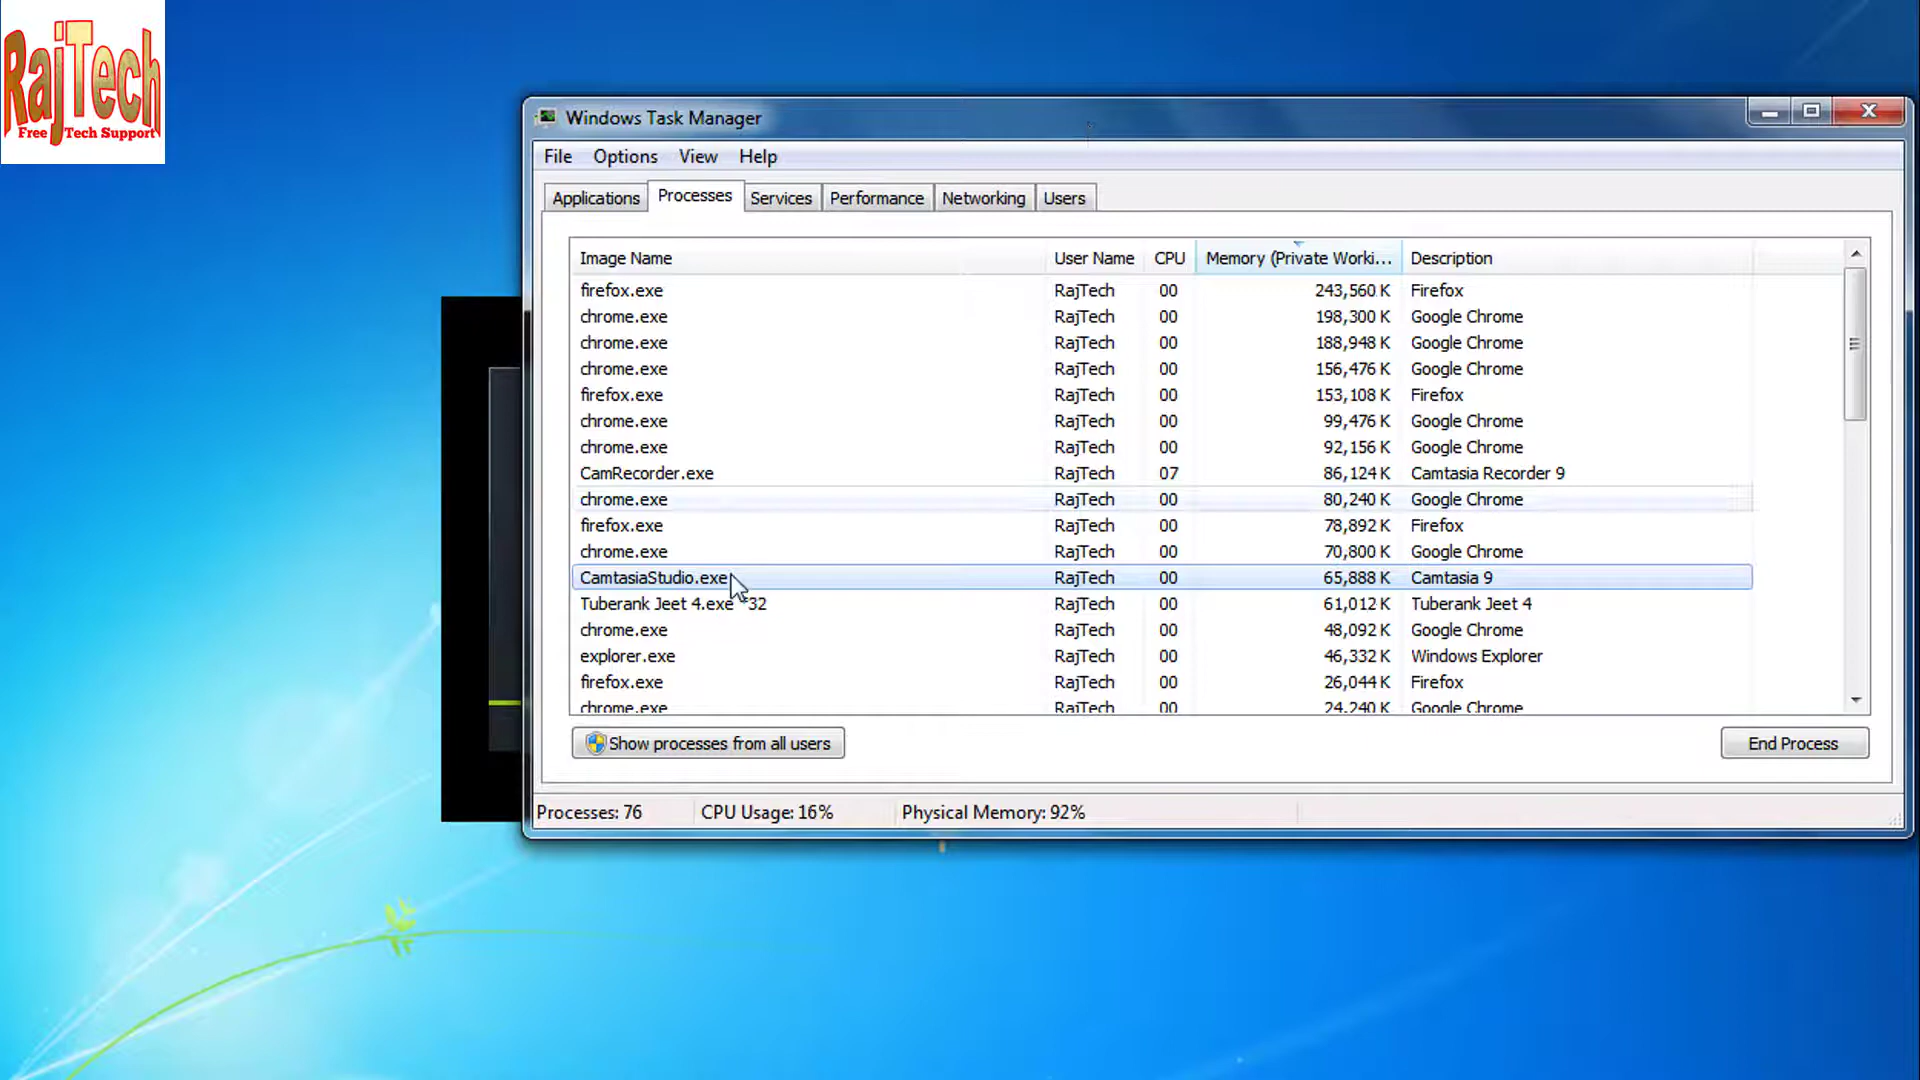 RajTech
Free Tech Support
Windows Task Manager
File Options View Help
Applications Processes Services Performance Networking Users
Image Name User Name CPU Memory (Private Worki... Description
firefox.exe RajTech 00 243,560 K Firefox
chrome.exe RajTech 00 198,300 K Google Chrome
chrome.exe RajTech 00 188,948 K Google Chrome
chrome.exe RajTech 00 156,476 K Google Chrome
firefox.exe RajTech 00 153,108 K Firefox
chrome.exe RajTech 00 99,476 K Google Chrome
chrome.exe RajTech 00 92,156 K Google Chrome
CamRecorder.exe RajTech 07 86,124 K Camtasia Recorder 9
chrome.exe RajTech 00 80,240 K Google Chrome
firefox.exe RajTech 00 78,892 K Firefox
chrome.exe RajTech 00 70,800 K Google Chrome
CamtasiaStudio.exe RajTech 00 65,888 K Camtasia 9
Tuberank Jeet 4.exe *32 RajTech 00 61,012 K Tuberank Jeet 4
chrome.exe RajTech 00 48,092 K Google Chrome
explorer.exe RajTech 00 46,332 K Windows Explorer
firefox.exe RajTech 00 26,044 K Firefox
chrome.exe RajTech 00 24,240 K Google Chrome
Show processes from all users End Process
Processes: 76 CPU Usage: 16% Physical Memory: 92%